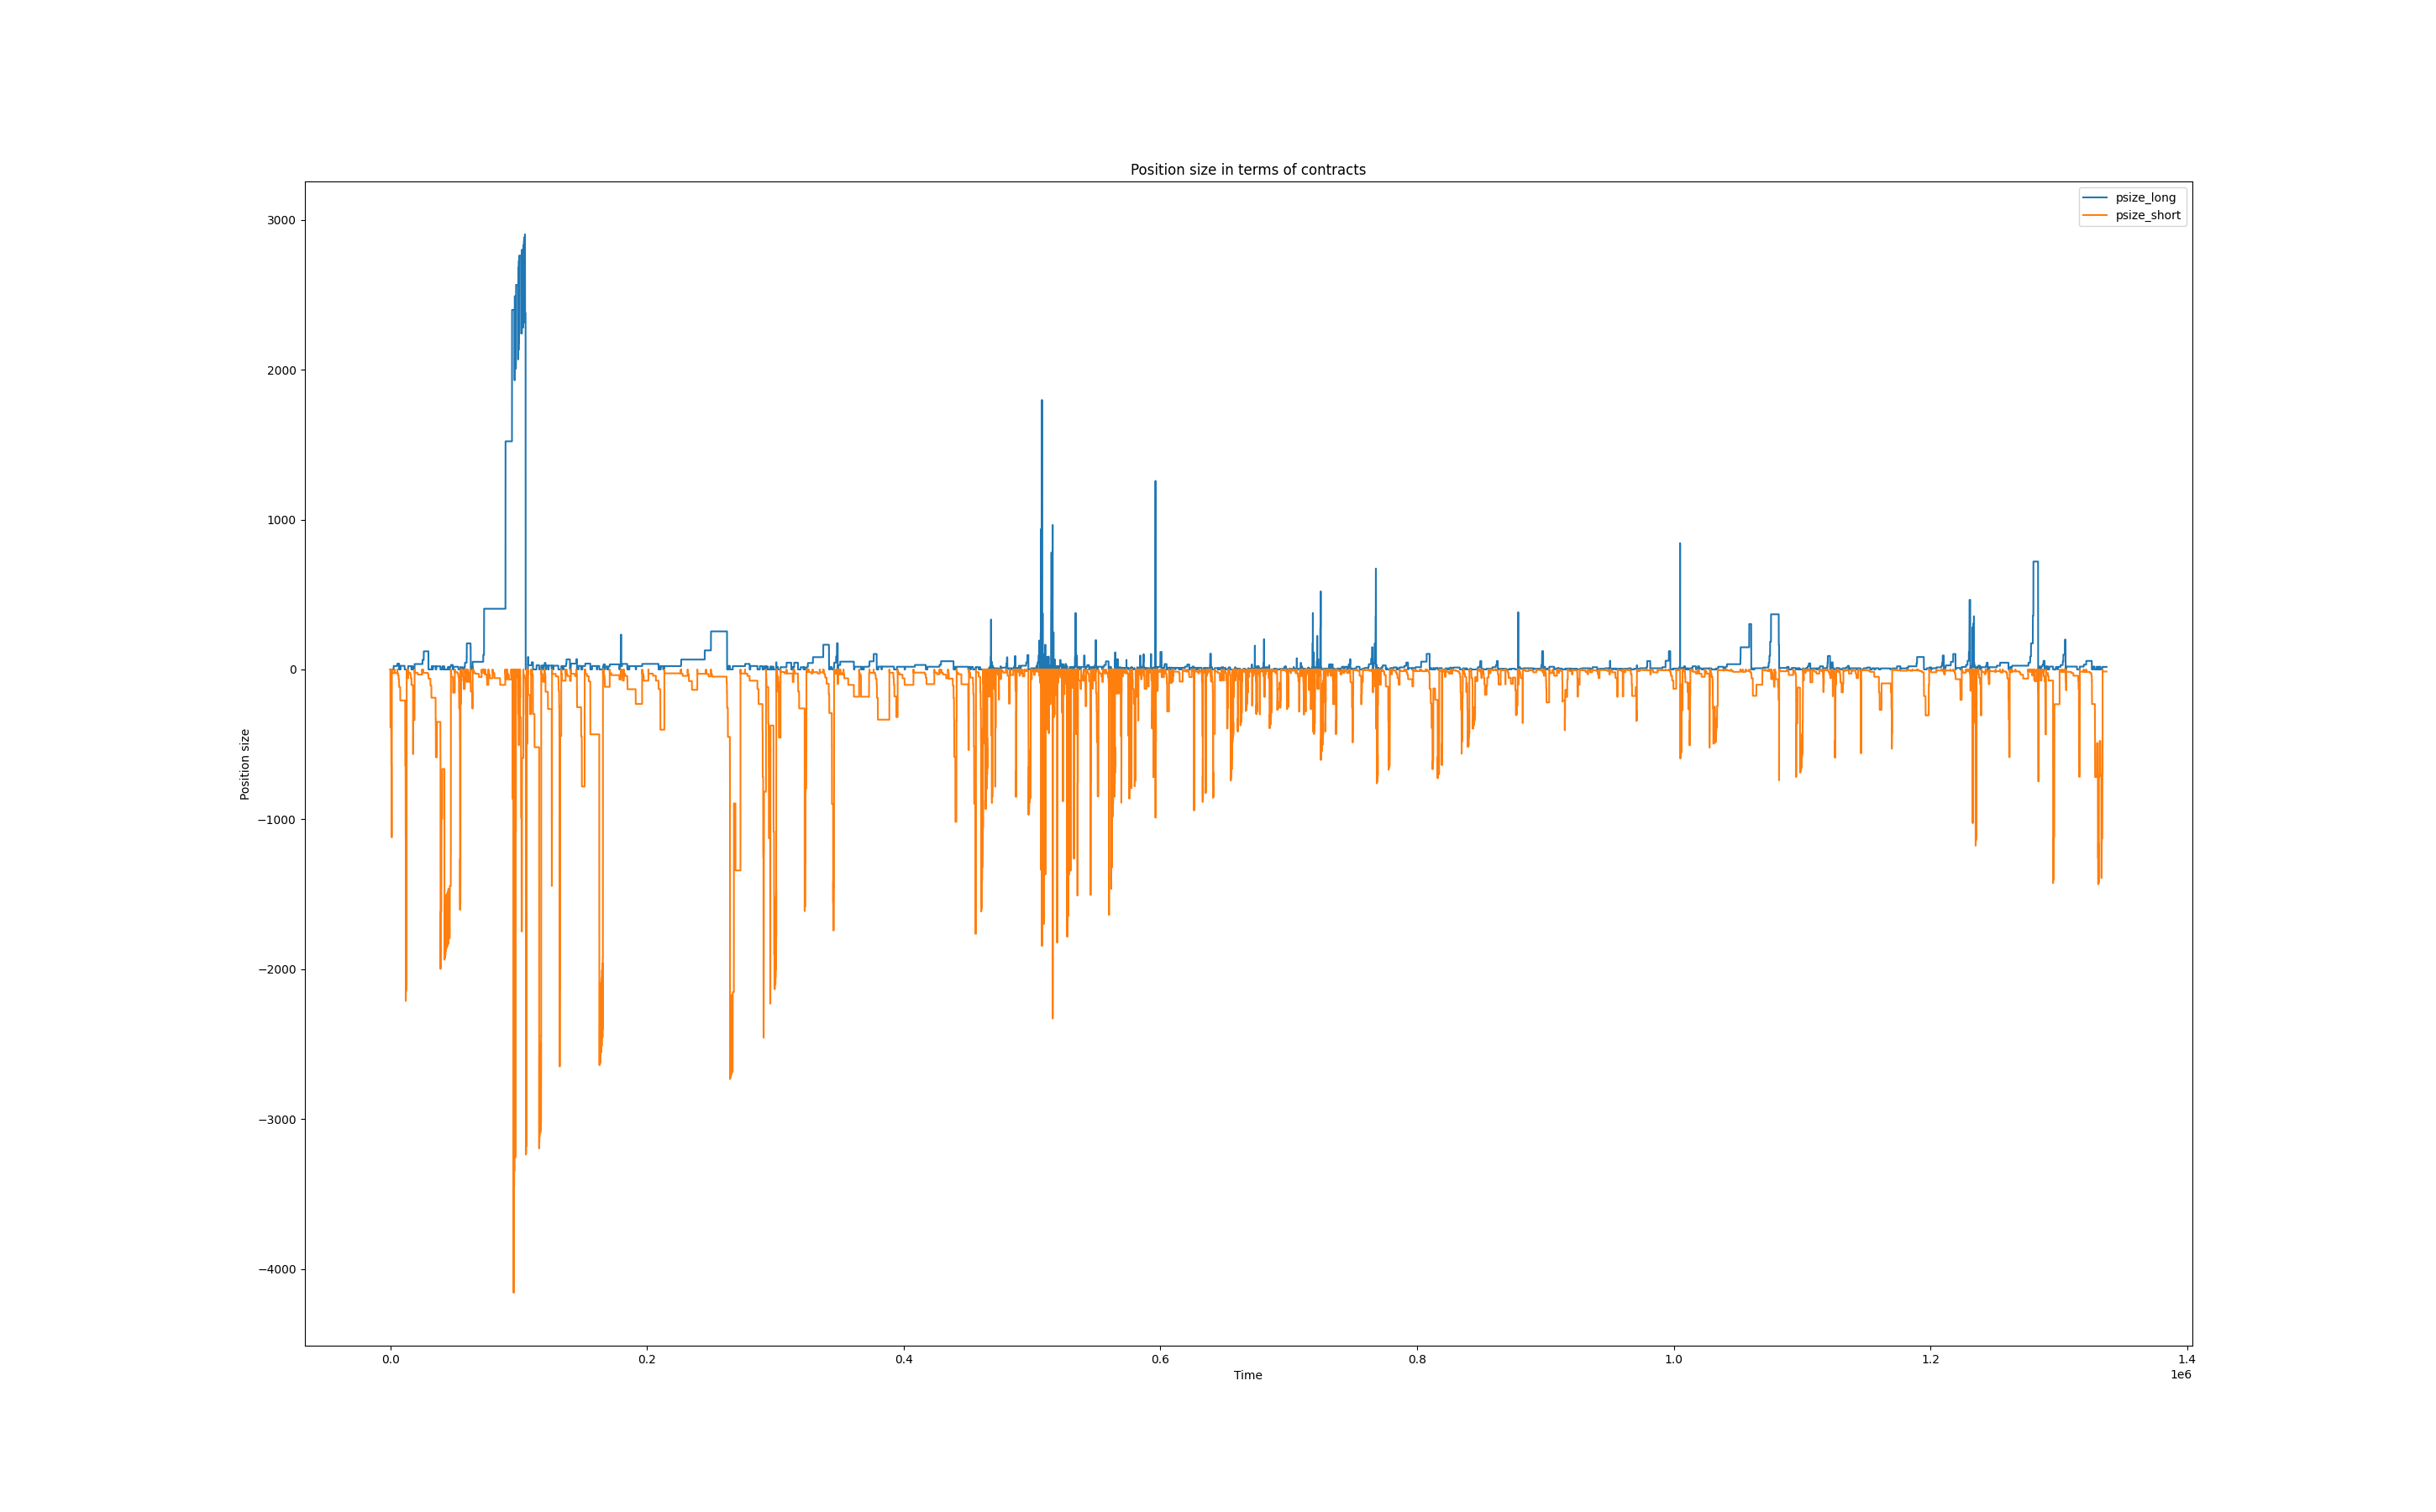 Position size in terms of contracts
psize_long
psize_short
Position size
3000
2000
1000
0
−1000
−2000
−3000
−4000
0.0 0.2 0.4 0.6 0.8 1.0 1.2 1.4
1e6
Time